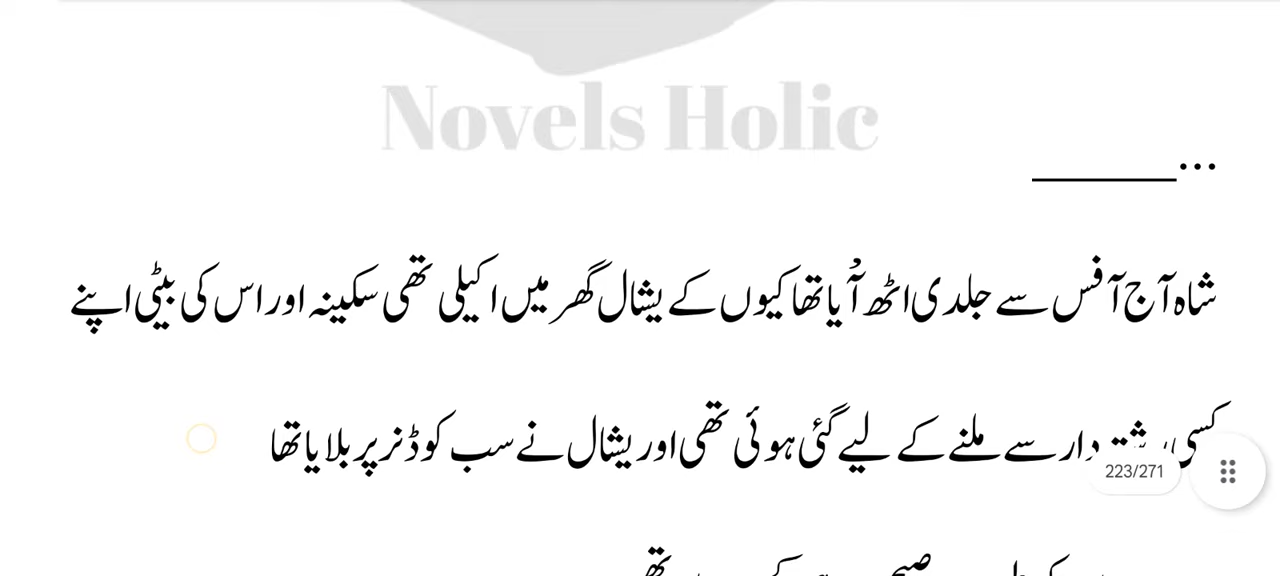 Novels Holic
...______
شاہ آج آفس سے جلدی اٹھ آیا تھا کیوں کے یشال گھر میں اکیلی تھی سکینہ اور اس کی بیٹی اپنے
کسی دار سے ملنے کے لیے گئی ہوئی تھی اور یشال نے سب کو ڈنر پر بلایا تھا
223/271